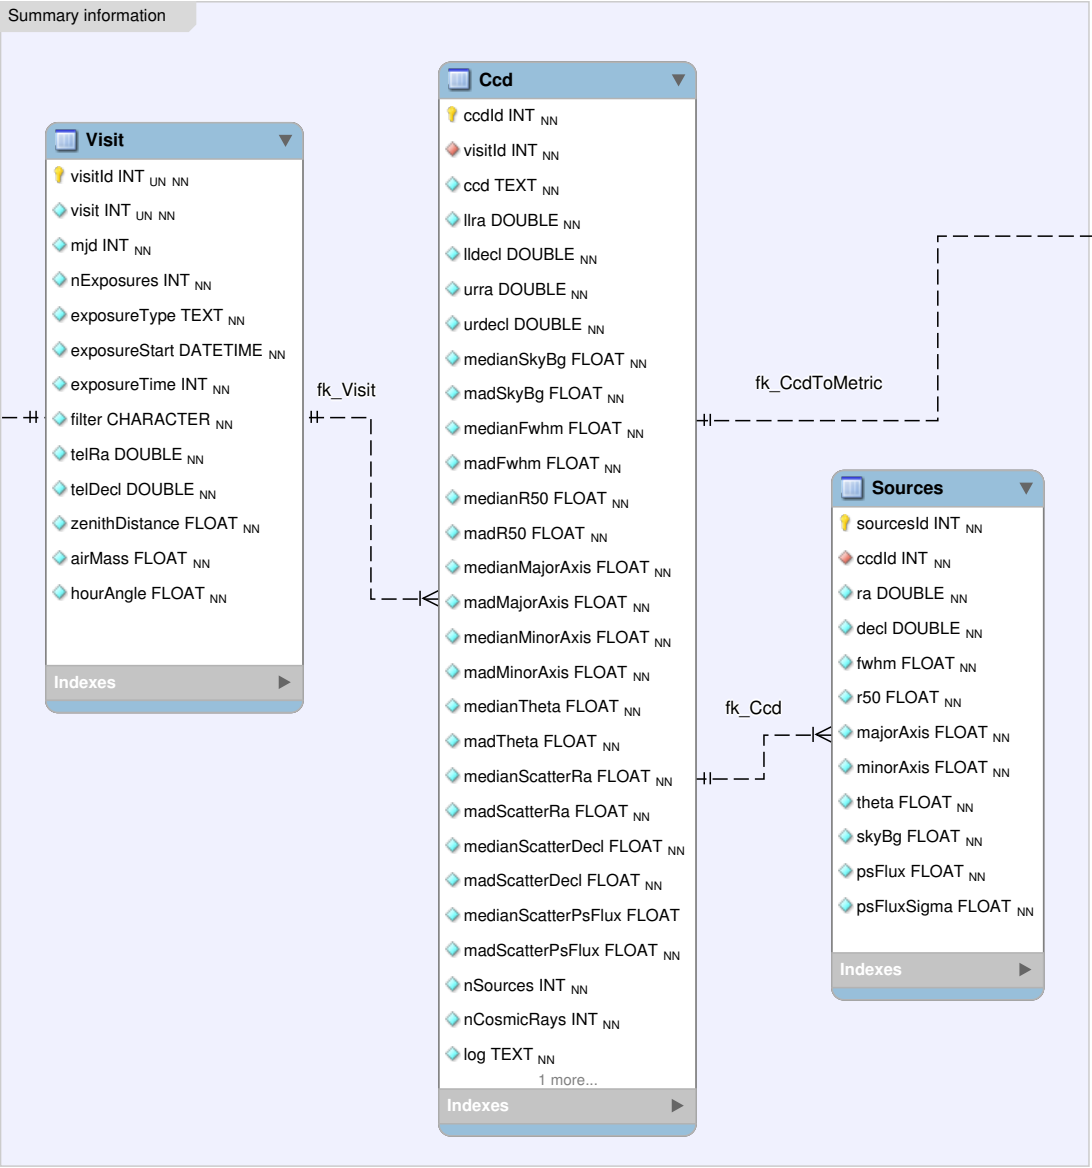 Summary information
Visit
visitId INT UN NN
visit INT UN NN
mjd INT NN
nExposures INT NN
exposureType TEXT NN
exposureStart DATETIME NN
exposureTime INT NN
filter CHARACTER NN
telRa DOUBLE NN
telDecl DOUBLE NN
zenithDistance FLOAT NN
airMass FLOAT NN
hourAngle FLOAT NN
Indexes
fk_Visit
Ccd
ccdId INT NN
visitId INT NN
ccd TEXT NN
llra DOUBLE NN
lldecl DOUBLE NN
urra DOUBLE NN
urdecl DOUBLE NN
medianSkyBg FLOAT NN
madSkyBg FLOAT NN
medianFwhm FLOAT NN
madFwhm FLOAT NN
medianR50 FLOAT NN
madR50 FLOAT NN
medianMajorAxis FLOAT NN
madMajorAxis FLOAT NN
medianMinorAxis FLOAT NN
madMinorAxis FLOAT NN
medianTheta FLOAT NN
madTheta FLOAT NN
medianScatterRa FLOAT NN
madScatterRa FLOAT NN
medianScatterDecl FLOAT NN
madScatterDecl FLOAT NN
medianScatterPsFlux FLOAT
madScatterPsFlux FLOAT NN
nSources INT NN
nCosmicRays INT NN
log TEXT NN
1 more...
Indexes
fk_CcdToMetric
fk_Ccd
Sources
sourcesId INT NN
ccdId INT NN
ra DOUBLE NN
decl DOUBLE NN
fwhm FLOAT NN
r50 FLOAT NN
majorAxis FLOAT NN
minorAxis FLOAT NN
theta FLOAT NN
skyBg FLOAT NN
psFlux FLOAT NN
psFluxSigma FLOAT NN
Indexes